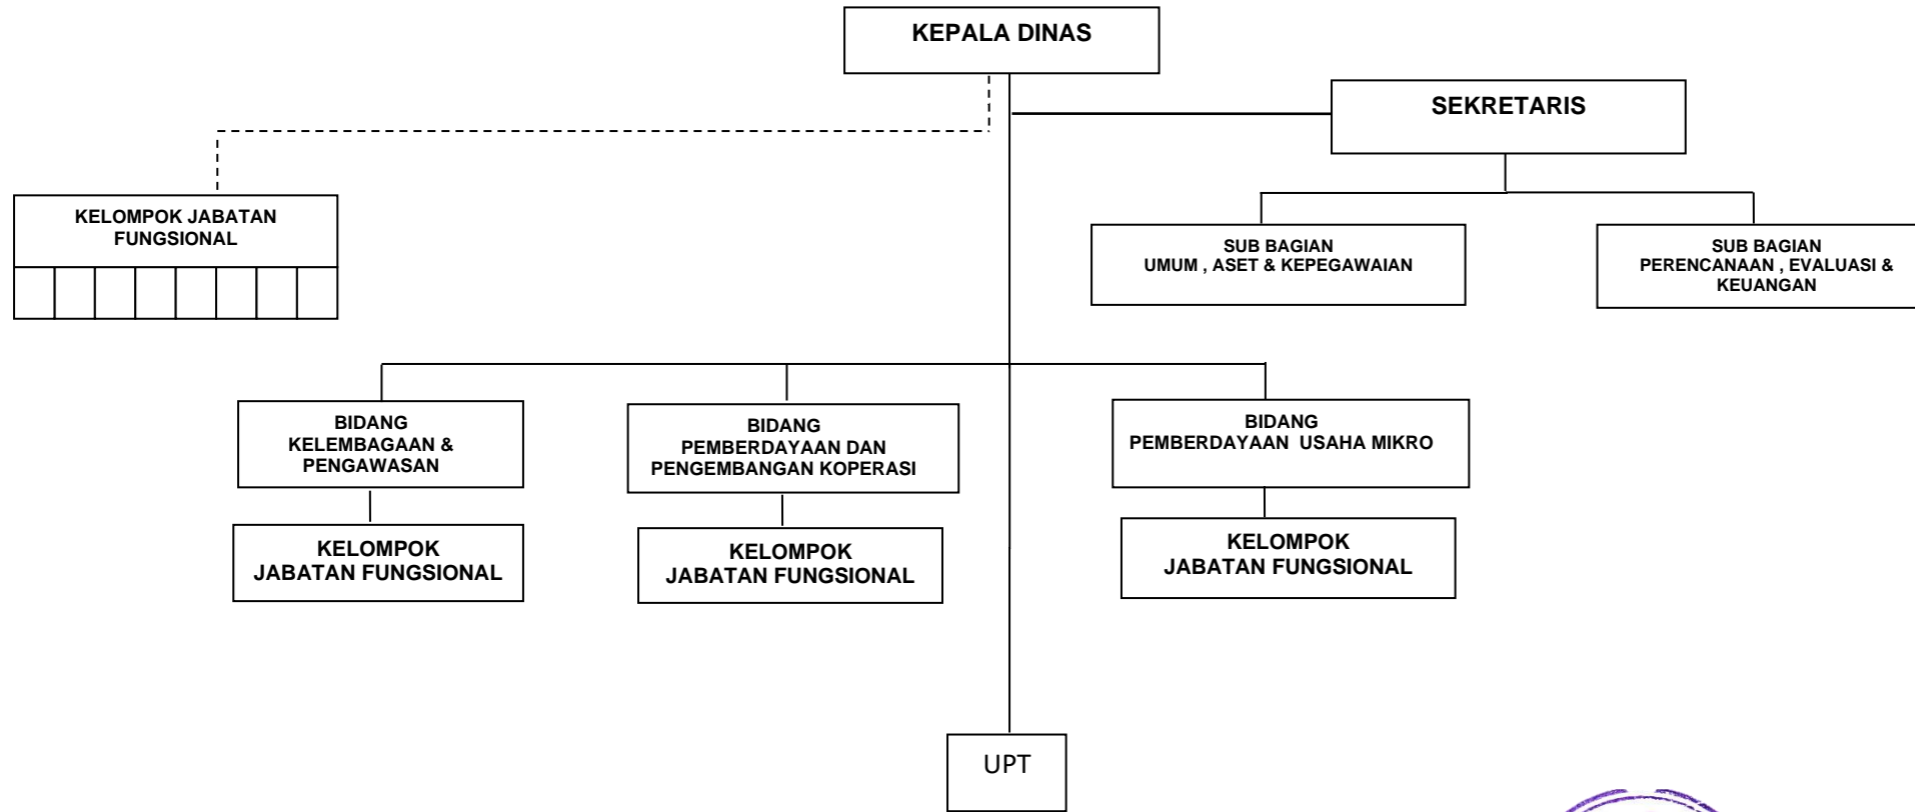 KEPALA DINAS
SEKRETARIS
KELOMPOK JABATAN
FUNGSIONAL
SUB BAGIAN
UMUM , ASET & KEPEGAWAIAN
SUB BAGIAN
PERENCANAAN , EVALUASI &
KEUANGAN
BIDANG
KELEMBAGAAN &
PENGAWASAN
BIDANG
PEMBERDAYAAN DAN
PENGEMBANGAN KOPERASI
BIDANG
PEMBERDAYAAN USAHA MIKRO
KELOMPOK
JABATAN FUNGSIONAL
KELOMPOK
JABATAN FUNGSIONAL
KELOMPOK
JABATAN FUNGSIONAL
UPT